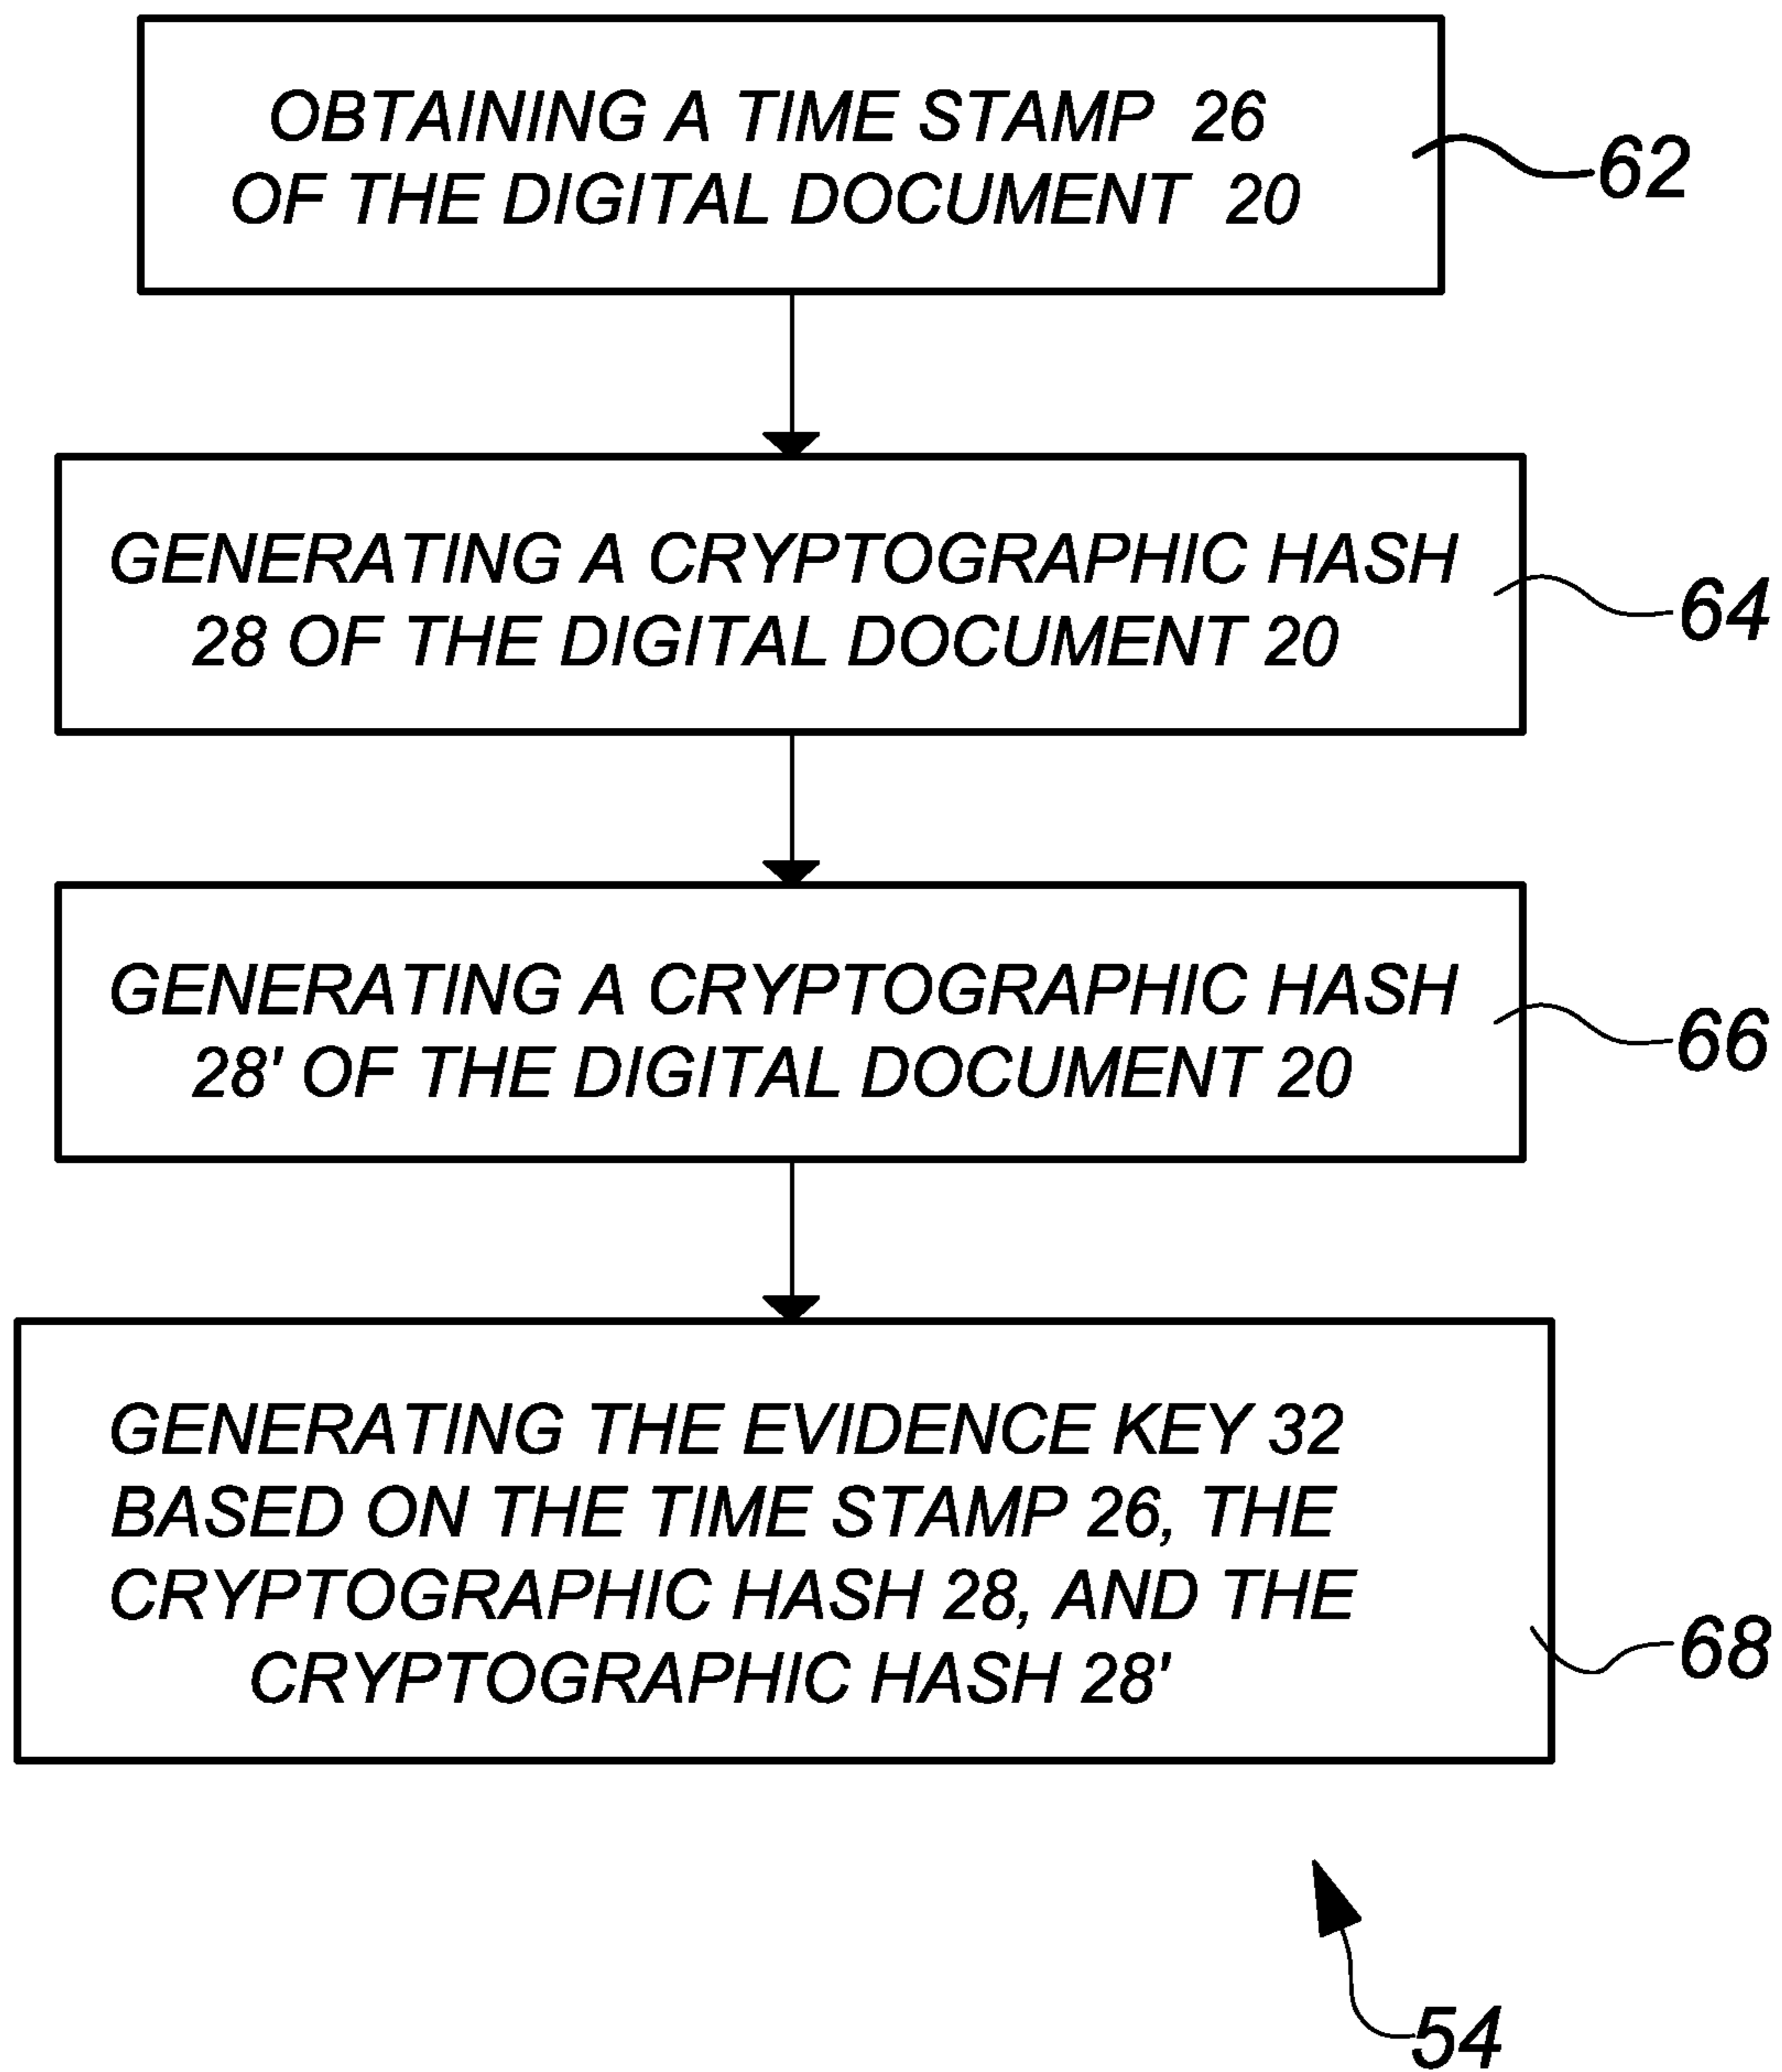 OBTAINING A TIME STAMP 26
OF THE DIGITAL DOCUMENT 20
62
GENERATING A CRYPTOGRAPHIC HASH
28 OF THE DIGITAL DOCUMENT 20
64
GENERATING A CRYPTOGRAPHIC HASH
28' OF THE DIGITAL DOCUMENT 20
66
GENERATING THE EVIDENCE KEY 32
BASED ON THE TIME STAMP 26, THE
CRYPTOGRAPHIC HASH 28, AND THE
CRYPTOGRAPHIC HASH 28'
68
54